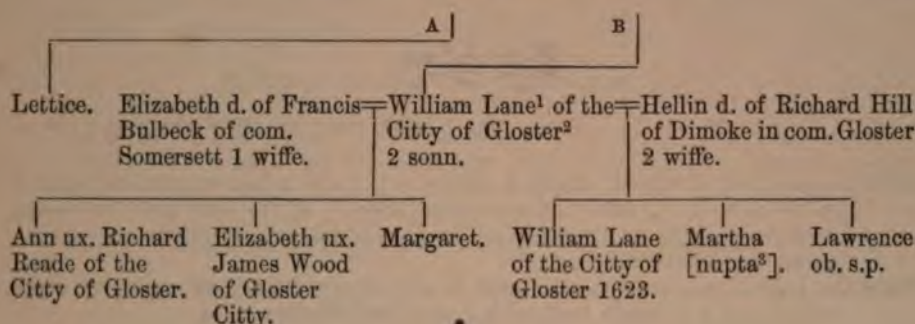 A B
Lettice.
Elizabeth d. of Francis
Bulbeck of com.
Somersett 1 wiffe.
William Lane¹ of the
Citty of Gloster²
2 sonn.
Hellin d. of Richard Hill
of Dimoke in com. Gloster
2 wiffe.
Ann ux. Richard
Reade of the
Citty of Gloster.
Elizabeth ux.
James Wood
of Gloster
Citty.
Margaret.
William Lane
of the Citty of
Gloster 1623.
Martha
[nupta³].
Lawrence
ob. s.p.